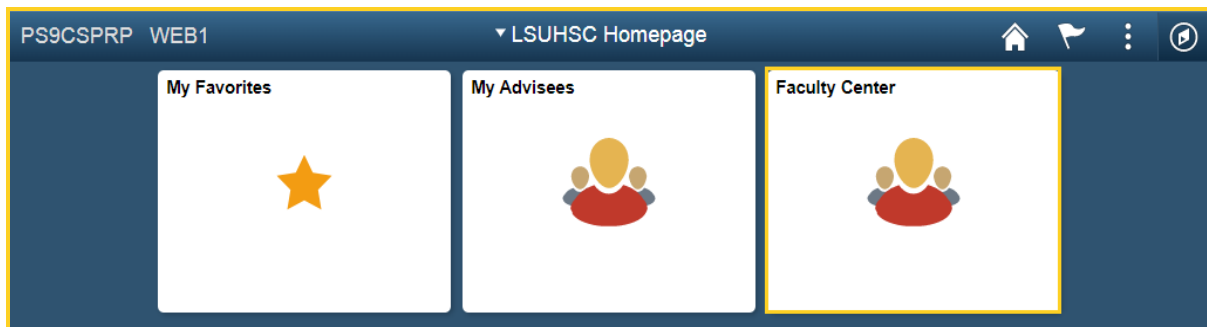 PS9CSPRP WEB1
▾ LSUHSC Homepage
My Favorites
My Advisees
Faculty Center